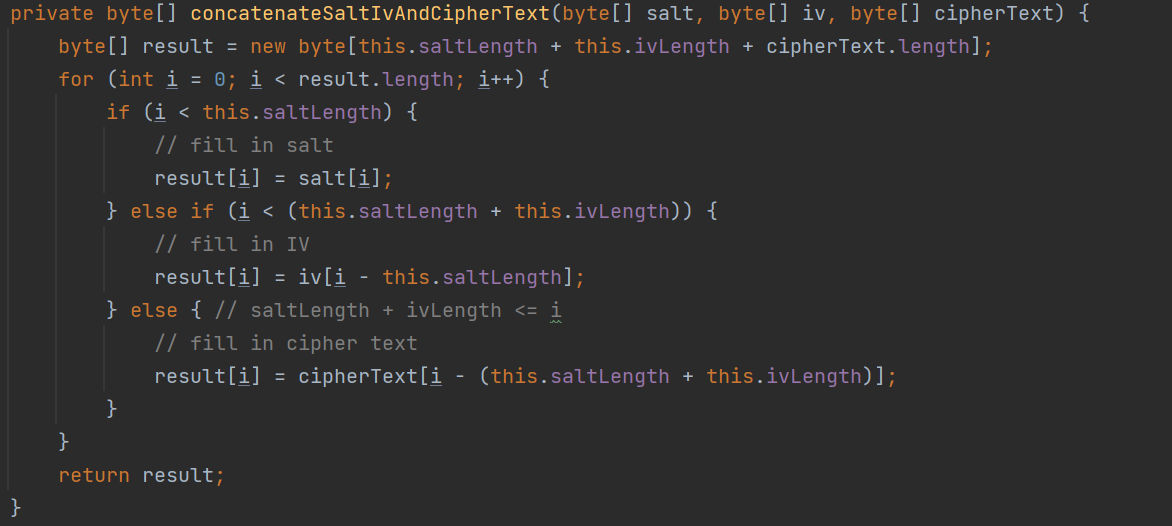 private byte[] concatenateSaltIvAndCipherText(byte[] salt, byte[] iv, byte[] cipherText) {
    byte[] result = new byte[this.saltLength + this.ivLength + cipherText.length];
    for (int i = 0; i < result.length; i++) {
        if (i < this.saltLength) {
            // fill in salt
            result[i] = salt[i];
        } else if (i < (this.saltLength + this.ivLength)) {
            // fill in IV
            result[i] = iv[i - this.saltLength];
        } else { // saltLength + ivLength <= i
            // fill in cipher text
            result[i] = cipherText[i - (this.saltLength + this.ivLength)];
        }
    }
    return result;
}